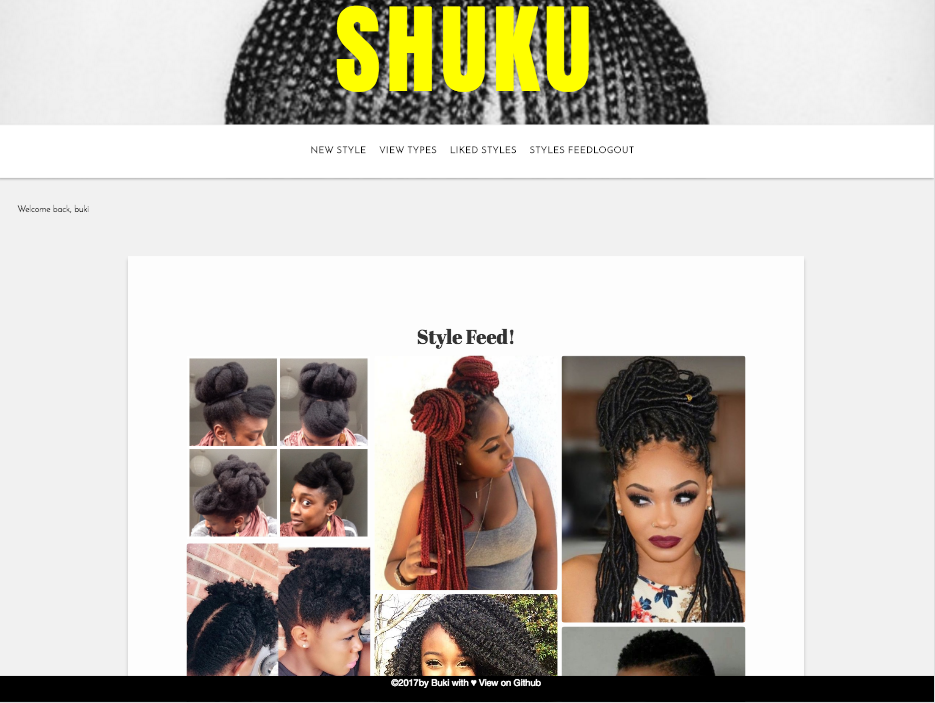 SHUKU
NEW STYLE VIEW TYPES LIKED STYLES STYLES FEEDLOGOUT
Welcome back, buki
Style Feed!
©2017by Buki with ♥ View on Github